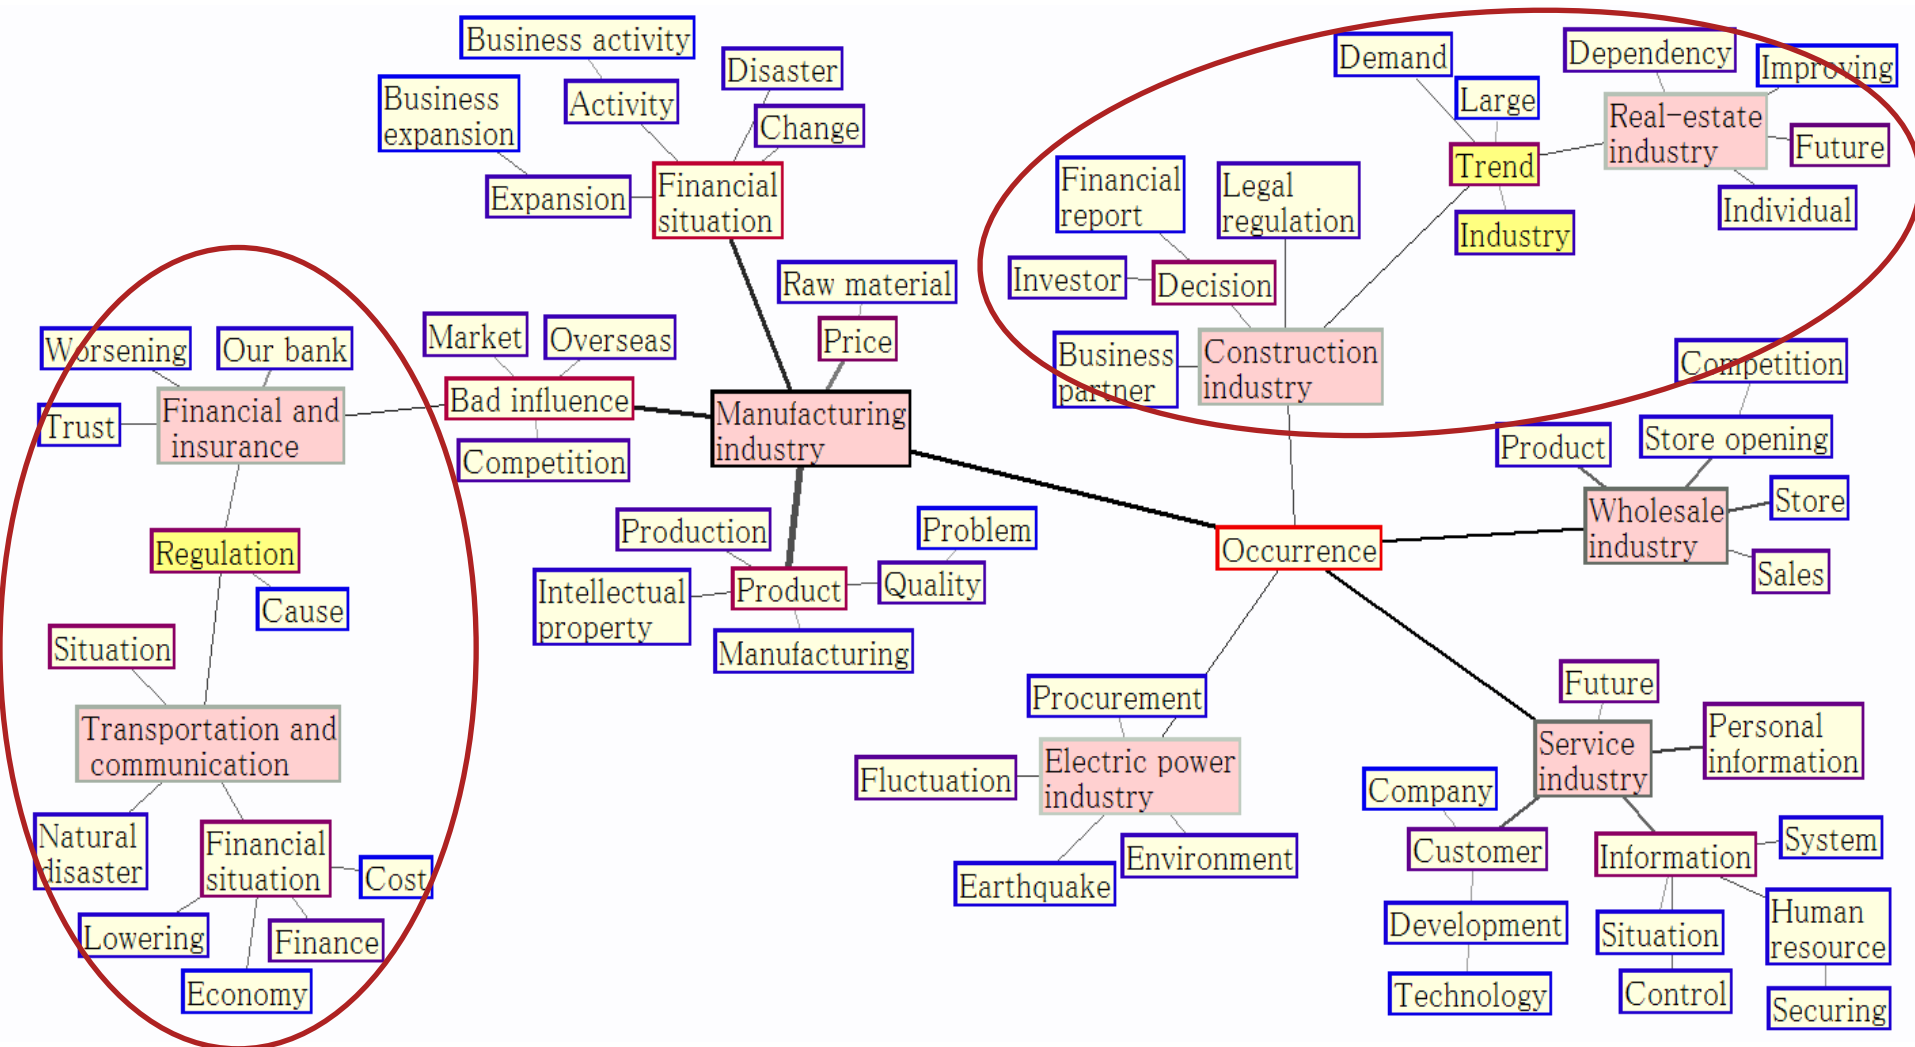 Business activity
Disaster
Business
expansion
Activity
Change
Expansion
Financial
situation
Demand
Dependency
Improving
Large
Real-estate
industry
Future
Trend
Individual
Industry
Financial
report
Legal
regulation
Investor
Decision
Business
partner
Construction
industry
Raw material
Price
Market
Overseas
Bad influence
Competition
Manufacturing
industry
Worsening
Our bank
Trust
Financial and
insurance
Regulation
Cause
Situation
Transportation and
communication
Natural
disaster
Financial
situation
Cost
Lowering
Finance
Economy
Production
Problem
Intellectual
property
Product
Quality
Manufacturing
Occurrence
Competition
Product
Store opening
Wholesale
industry
Store
Sales
Procurement
Fluctuation
Electric power
industry
Earthquake
Environment
Future
Service
industry
Personal
information
Company
Customer
Information
System
Development
Situation
Human
resource
Technology
Control
Securing